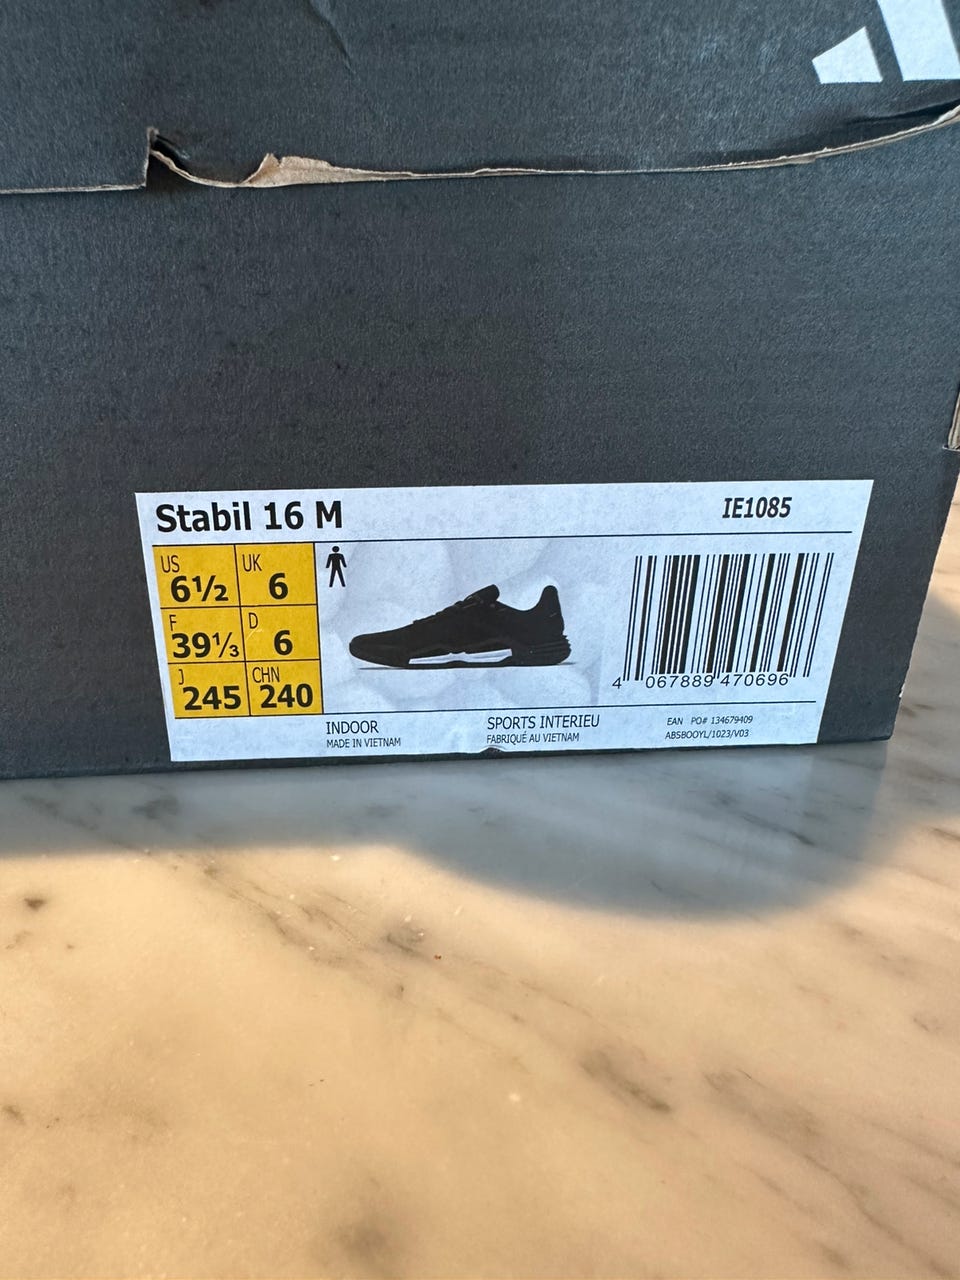 Stabil 16 M
IE1085
US
6½
UK
6
F
39⅓
D
6
J
245
CHN
240
4 067889 470696
INDOOR
MADE IN VIETNAM
SPORTS INTERIEU
FABRIQUÉ AU VIETNAM
EAN PO# 134679409
ABSBOOYL/1023/V03